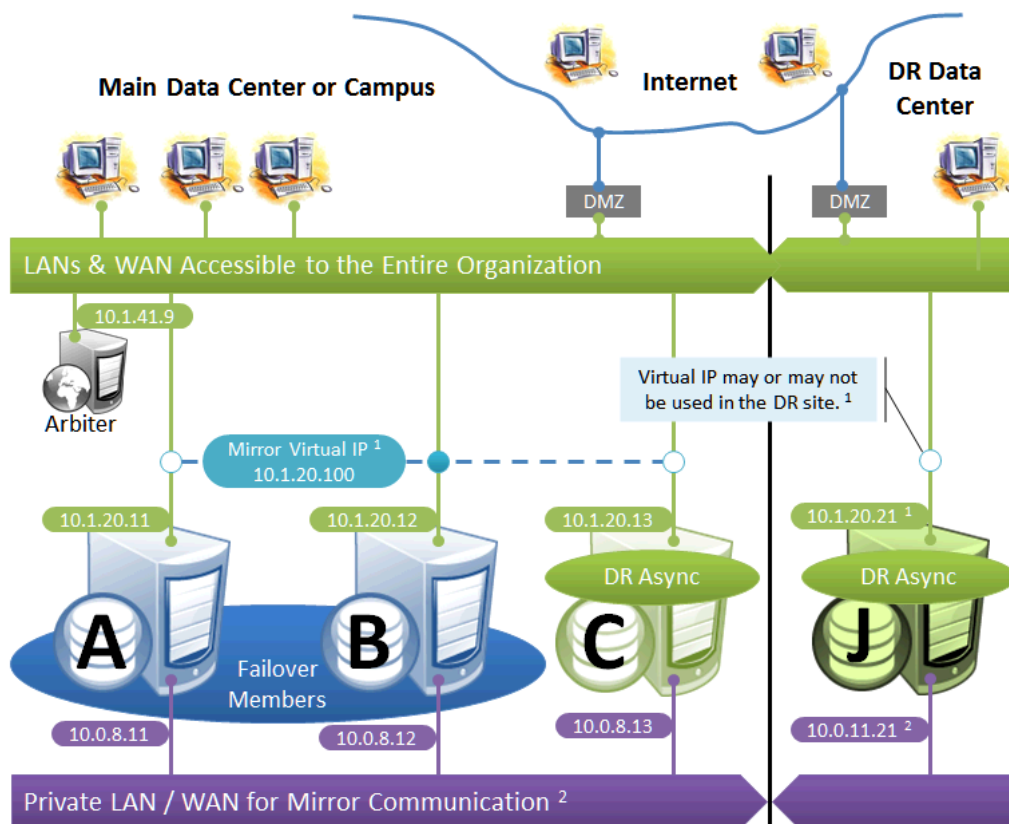 Main Data Center or Campus
Internet
DR Data
Center
DMZ
DMZ
LANs & WAN Accessible to the Entire Organization
10.1.41.9
Arbiter
Virtual IP may or may not
be used in the DR site. ¹
Mirror Virtual IP ¹
10.1.20.100
10.1.20.11
10.1.20.12
10.1.20.13
10.1.20.21 ¹
DR Async
DR Async
A
B
C
J
Failover
Members
10.0.8.11
10.0.8.12
10.0.8.13
10.0.11.21 ²
Private LAN / WAN for Mirror Communication ²